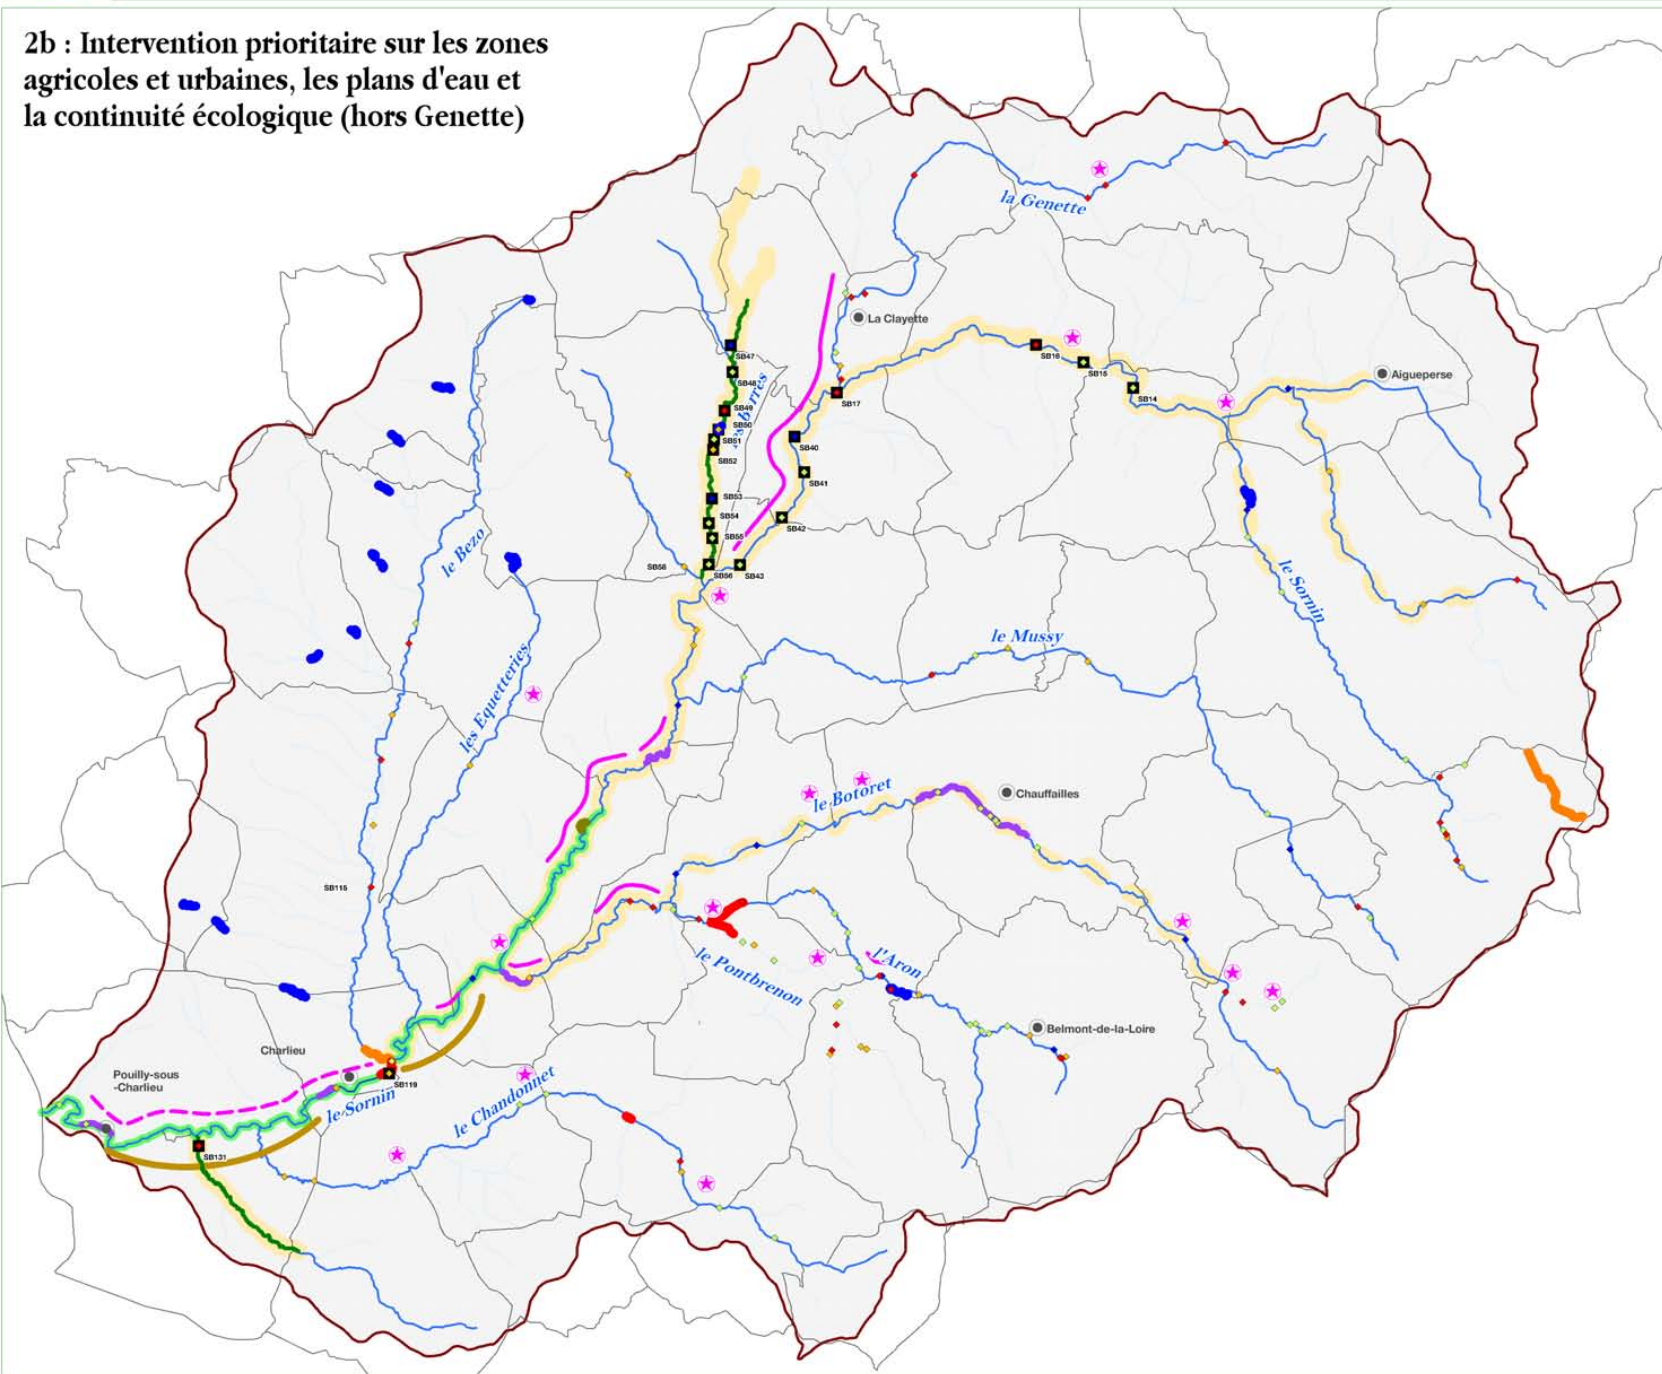 2b : Intervention prioritaire sur les zones
agricoles et urbaines, les plans d'eau et
la continuité écologique (hors Genette)
la Genette
La Clayette
SB47
SB16
SB15
Aigueperse
SB48
SB14
SB17
SB49
SB50
SB51
SB40
SB52
SB41
SB53
SB54
SB42
SB55
le Bezo
SB58
SB56
SB43
le Sornin
le Mussy
les Equetteries
le Botoret
Chauffailles
SB115
le Pontbrenon
l'Aron
Belmont-de-la-Loire
Charlieu
Pouilly-sous
-Charlieu
SB119
le Sornin
le Chandonnet
SB131